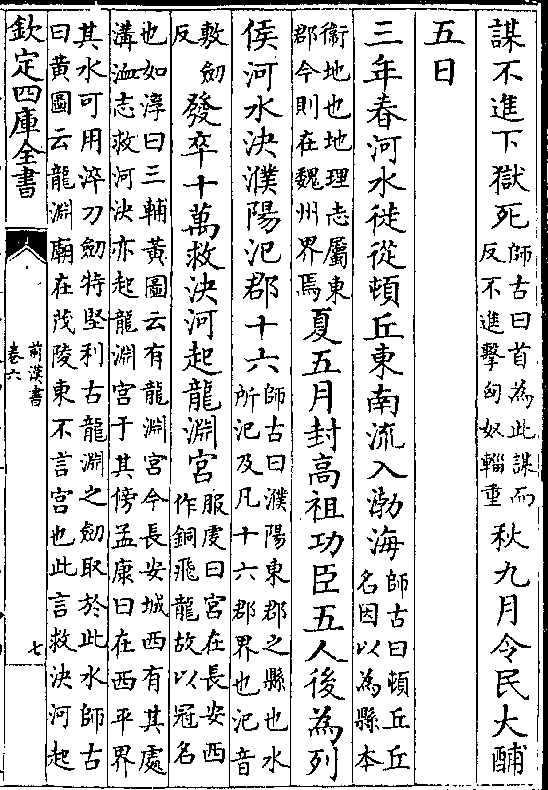 謀不進下獄死師古曰首為此謀而反不進擊匈奴輜重秋九月令民大酺
五日
三年春河水徙從頓丘東南流入渤海師古曰頓丘丘名因以為縣本
衛地也地理志屬東郡今則在魏州界焉夏五月封高祖功臣五人後為列
侯河水決濮陽汜郡十六師古曰濮陽東郡之縣也水所汜及凡十六郡界也汜音
敷劒反發卒十萬救決河起龍淵宫服虔曰宫在長安西作銅飛龍故以冠名
也如淳曰三輔黄圖云有龍淵宫今長安城西有其處溝洫志救河決亦起龍淵宫于其傍孟康曰在西平界
其水可用淬刀劒特堅利古龍淵之劒取於此水師古曰黄圖云龍淵廟在茂陵東不言宫也此言救決河起
欽定四庫全書
前漢書
卷六
七